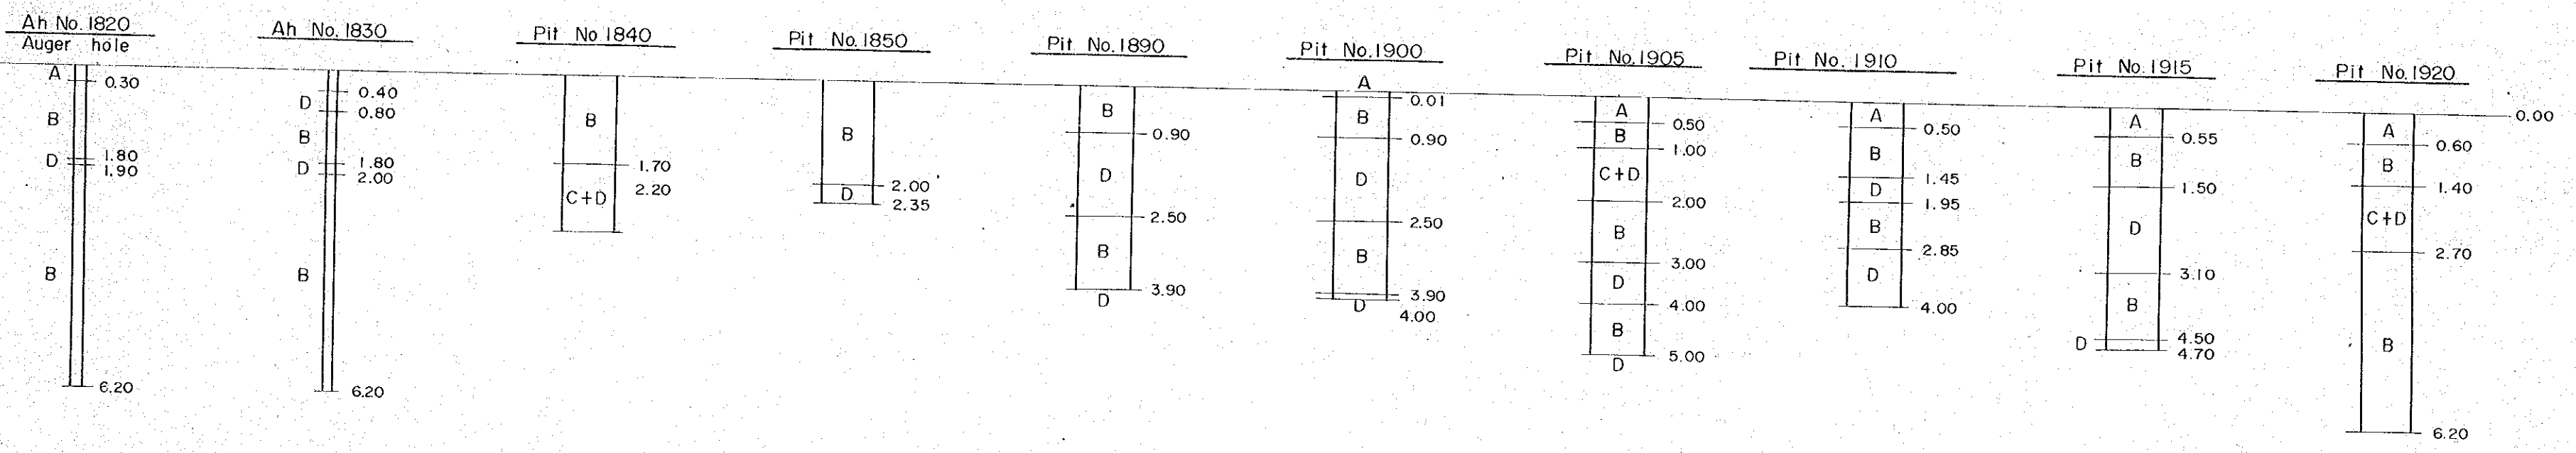 Ah No. 1820
Auger hole
A
0.30
B
1.80
D
1.90
B
6.20
Ah No. 1830
0.40
D
0.80
B
1.80
D
2.00
B
6.20
Pit No 1840
B
1.70
2.20
C+D
Pit No. 1850
B
2.00
D
2.35
Pit No. 1890
B
0.90
D
2.50
B
3.90
D
Pit No. 1900
A
0.01
B
0.90
D
2.50
B
3.90
D
4.00
Pit No. 1905
A
0.50
B
1.00
C+D
2.00
B
3.00
D
4.00
B
5.00
D
Pit No. 1910
A
0.50
B
1.45
D
1.95
B
2.85
D
4.00
Pit No. 1915
A
0.55
B
1.50
D
3.10
B
4.50
D
4.70
Pit No. 1920
0.00
A
0.60
B
1.40
C+D
2.70
B
6.20